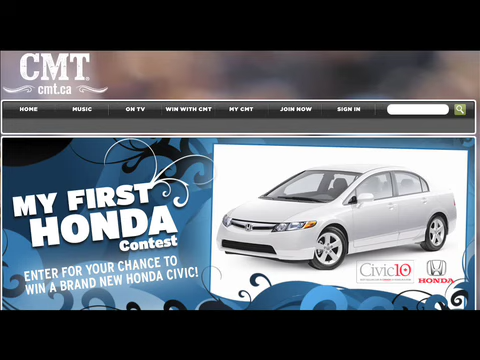 CMT
cmt.ca
HOME MUSIC ON TV WIN WITH CMT MY CMT JOIN NOW SIGN IN
MY FIRST
HONDA
Contest
ENTER FOR YOUR CHANCE TO
WIN A BRAND NEW HONDA CIVIC!
Civic10
HONDA